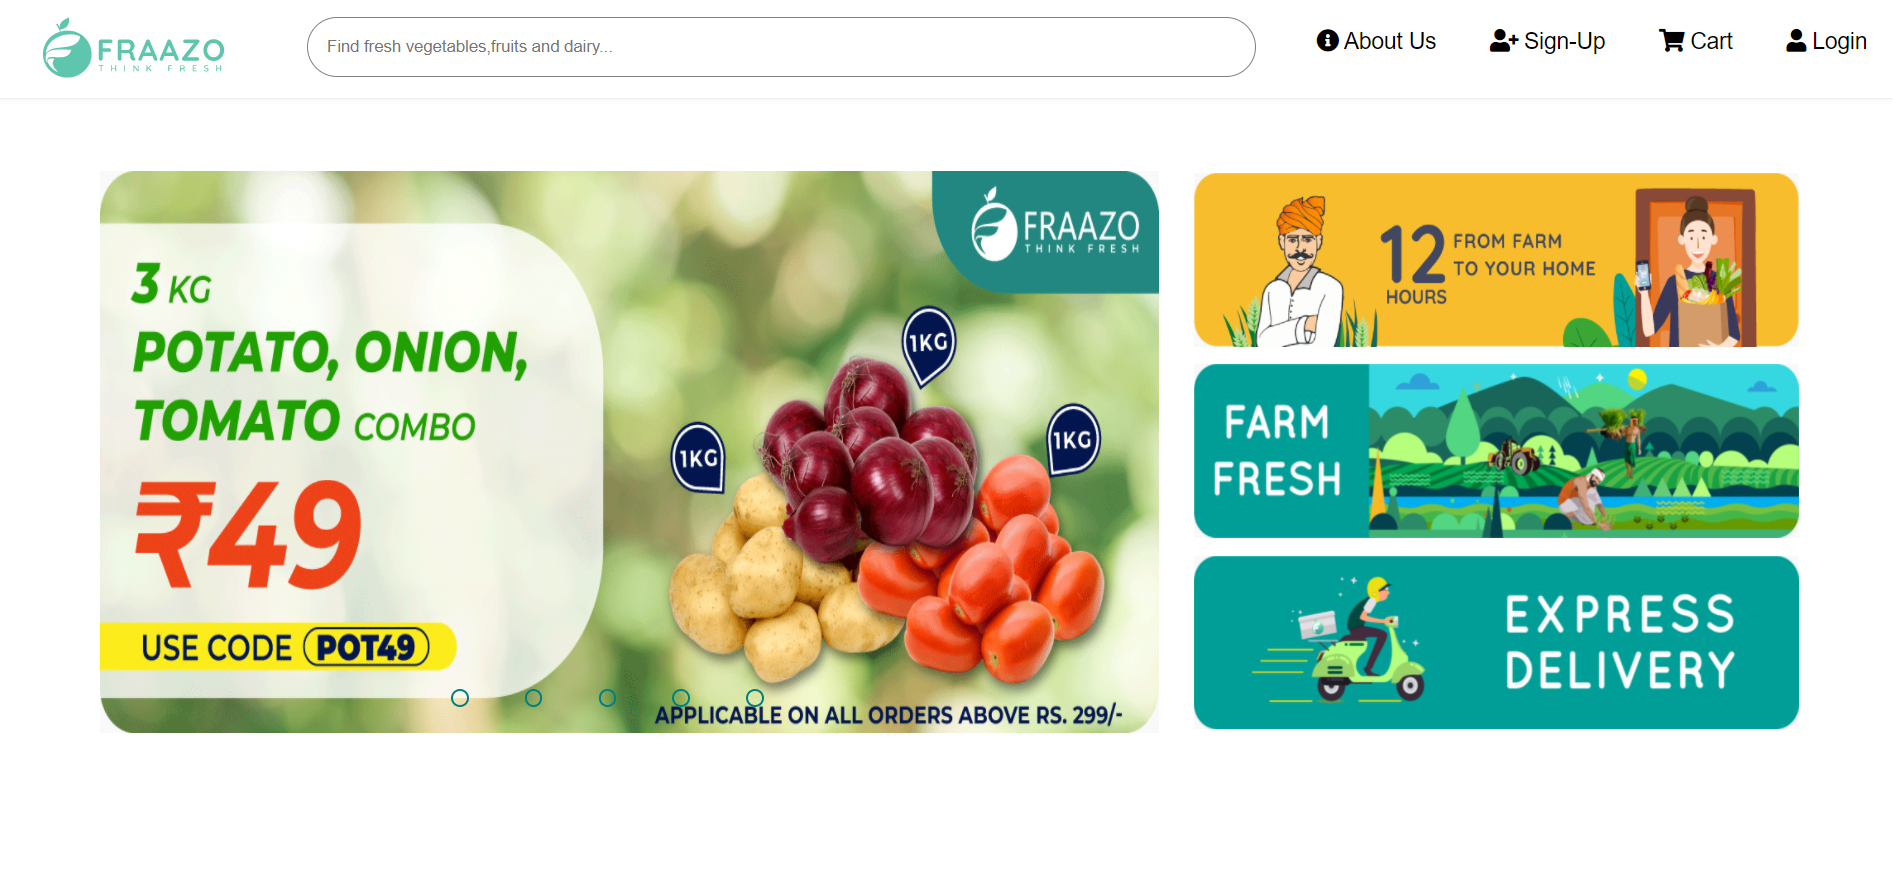 FRAAZO
THINK FRESH
Find fresh vegetables,fruits and dairy...
About Us
Sign-Up
Cart
Login
FRAAZO
THINK FRESH
3 KG
POTATO, ONION,
TOMATO COMBO
₹49
USE CODE POT49
1KG
1KG
1KG
APPLICABLE ON ALL ORDERS ABOVE RS. 299/-
12 HOURS
FROM FARM
TO YOUR HOME
FARM
FRESH
EXPRESS
DELIVERY